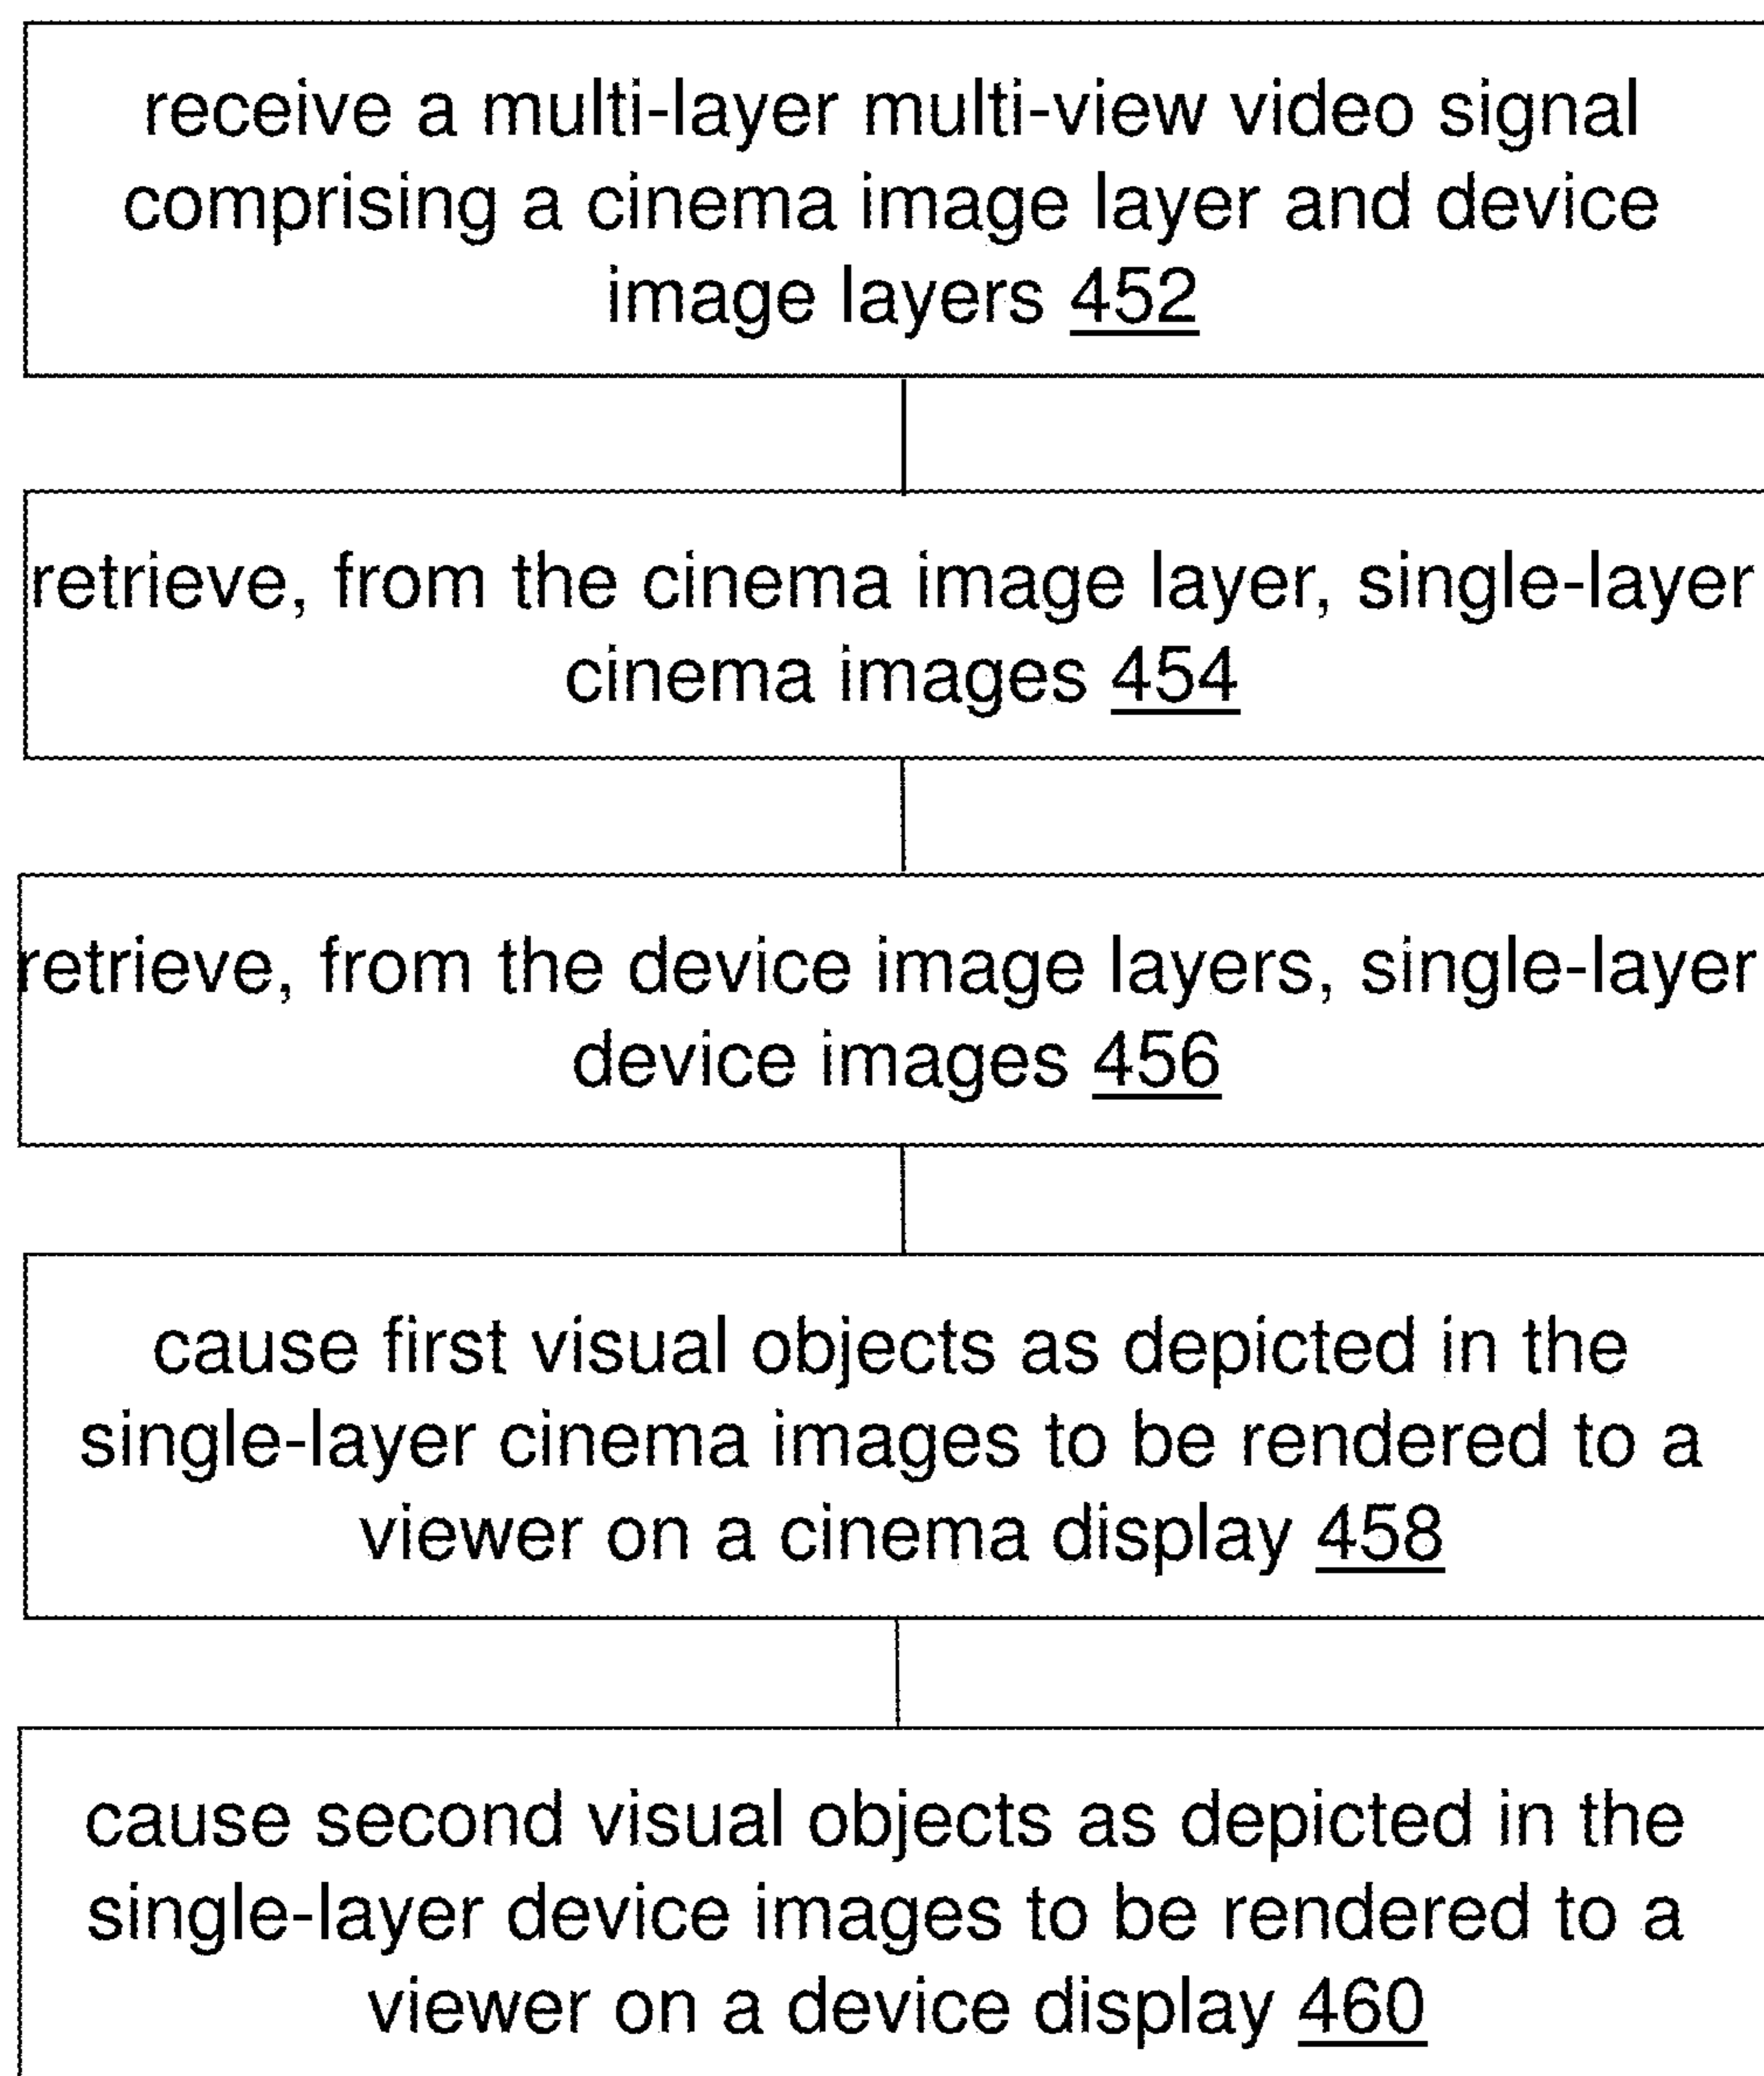 receive a multi-layer multi-view video signal
comprising a cinema image layer and device
image layers 452
retrieve, from the cinema image layer, single-layer
cinema images 454
retrieve, from the device image layers, single-layer
device images 456
cause first visual objects as depicted in the
single-layer cinema images to be rendered to a
viewer on a cinema display 458
cause second visual objects as depicted in the
single-layer device images to be rendered to a
viewer on a device display 460